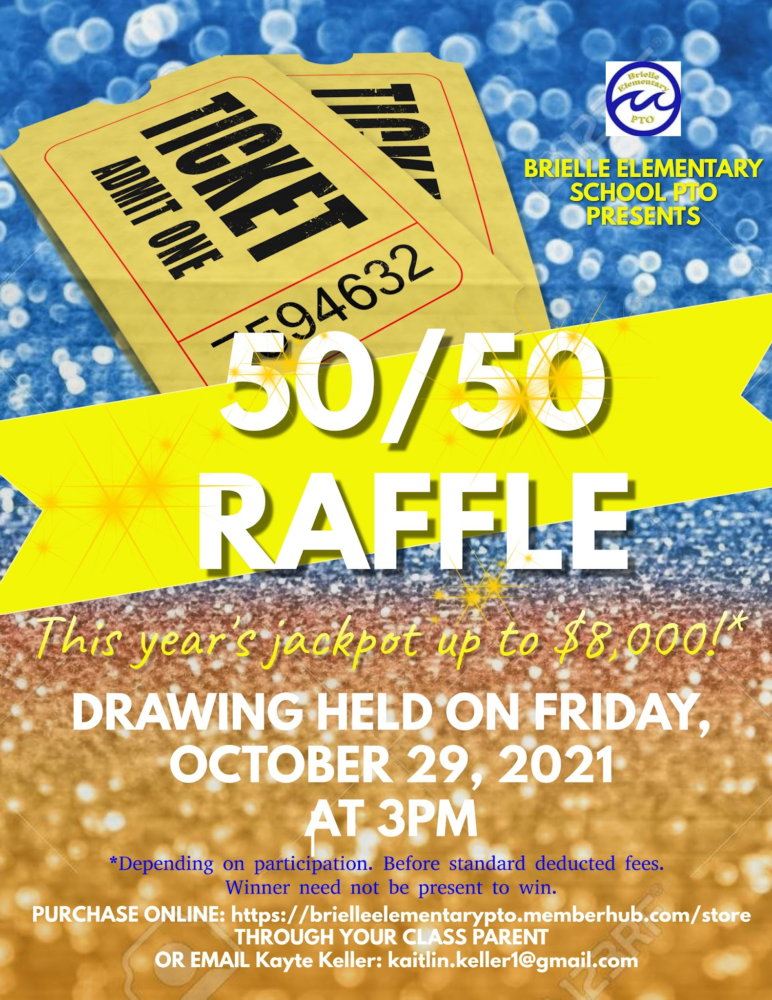 TICKET
ADMIT ONE
594632
Brielle
Elementary
PTO
BRIELLE ELEMENTARY
SCHOOL PTO
PRESENTS
50/50
RAFFLE
This year's jackpot up to $8,000!*
DRAWING HELD ON FRIDAY,
OCTOBER 29, 2021
AT 3PM
*Depending on participation. Before standard deducted fees.
Winner need not be present to win.
PURCHASE ONLINE: https://brielleelementarypto.memberhub.com/store
THROUGH YOUR CLASS PARENT
OR EMAIL Kayte Keller: kaitlin.keller1@gmail.com
123RF